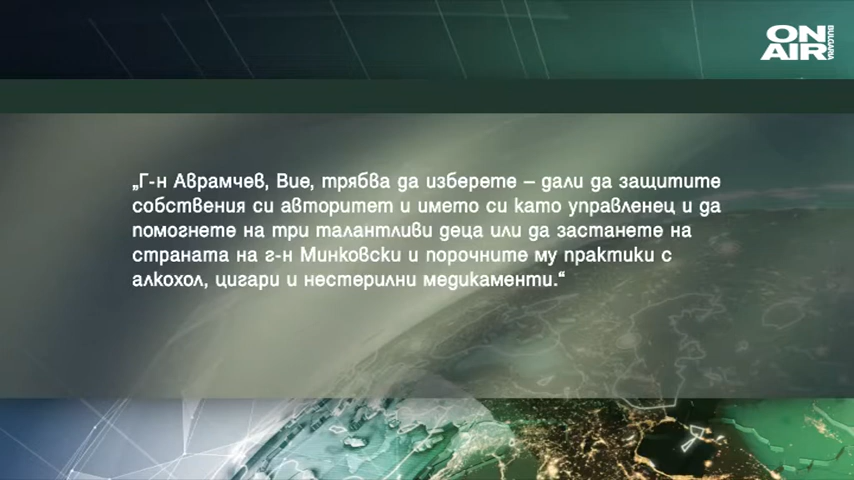 ON
AIR
BULGARIA
„Г-н Аврамчев, Вие, трябва да изберете – дали да защитите
собствения си авторитет и името си като управленец и да
помогнете на три талантливи деца или да застанете на
страната на г-н Минковски и порочните му практики с
алкохол, цигари и нестерилни медикаменти.“